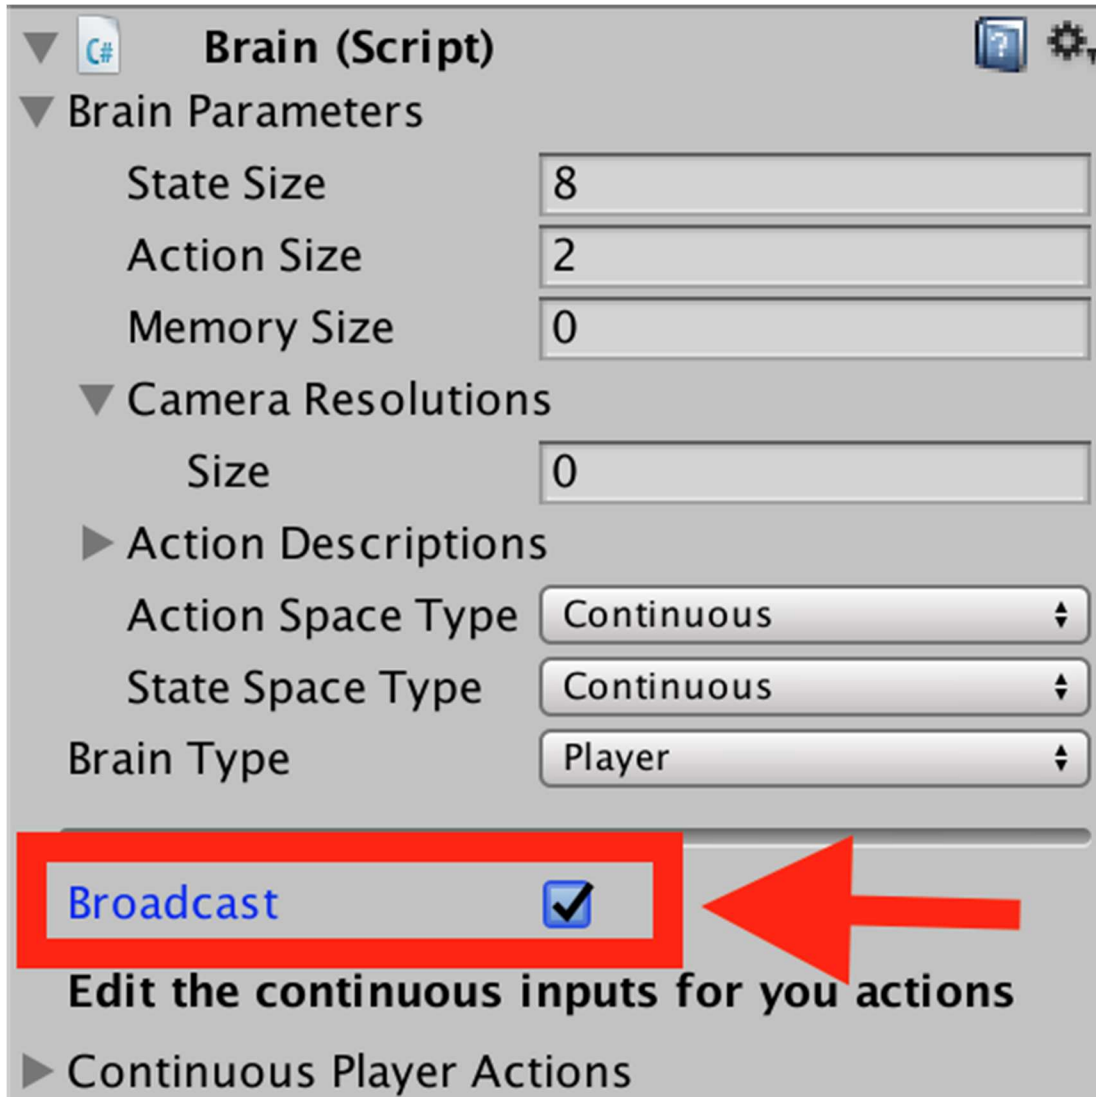 C# Brain (Script) ?
Brain Parameters
State Size 8
Action Size 2
Memory Size 0
Camera Resolutions
Size 0
Action Descriptions
Action Space Type Continuous
State Space Type Continuous
Brain Type Player
Broadcast
Edit the continuous inputs for you actions
Continuous Player Actions